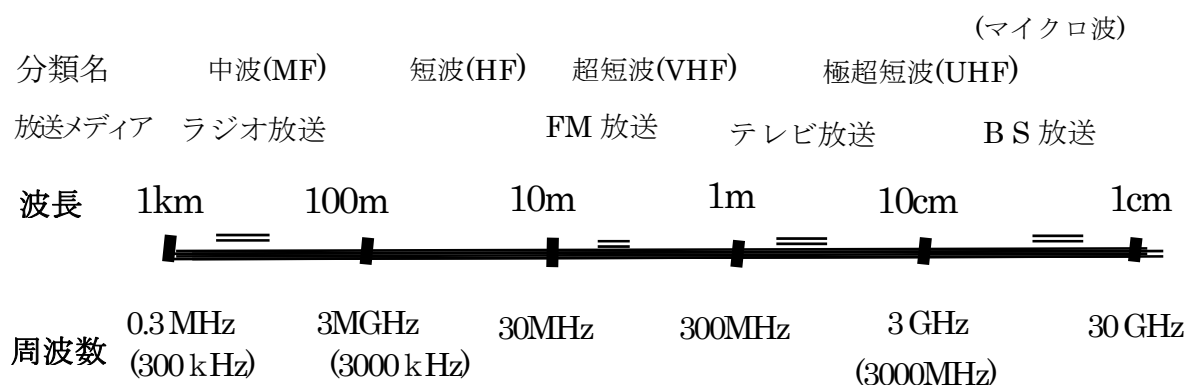 (マイクロ波)
分類名 中波(MF) 短波(HF) 超短波(VHF) 極超短波(UHF)
放送メディア ラジオ放送 FM 放送 テレビ放送 B S 放送
波長 1km 100m 10m 1m 10cm 1cm
周波数 0.3 MHz 3MGHz 30MHz 300MHz 3 GHz 30 GHz
(300 kHz) (3000 kHz) (3000MHz)